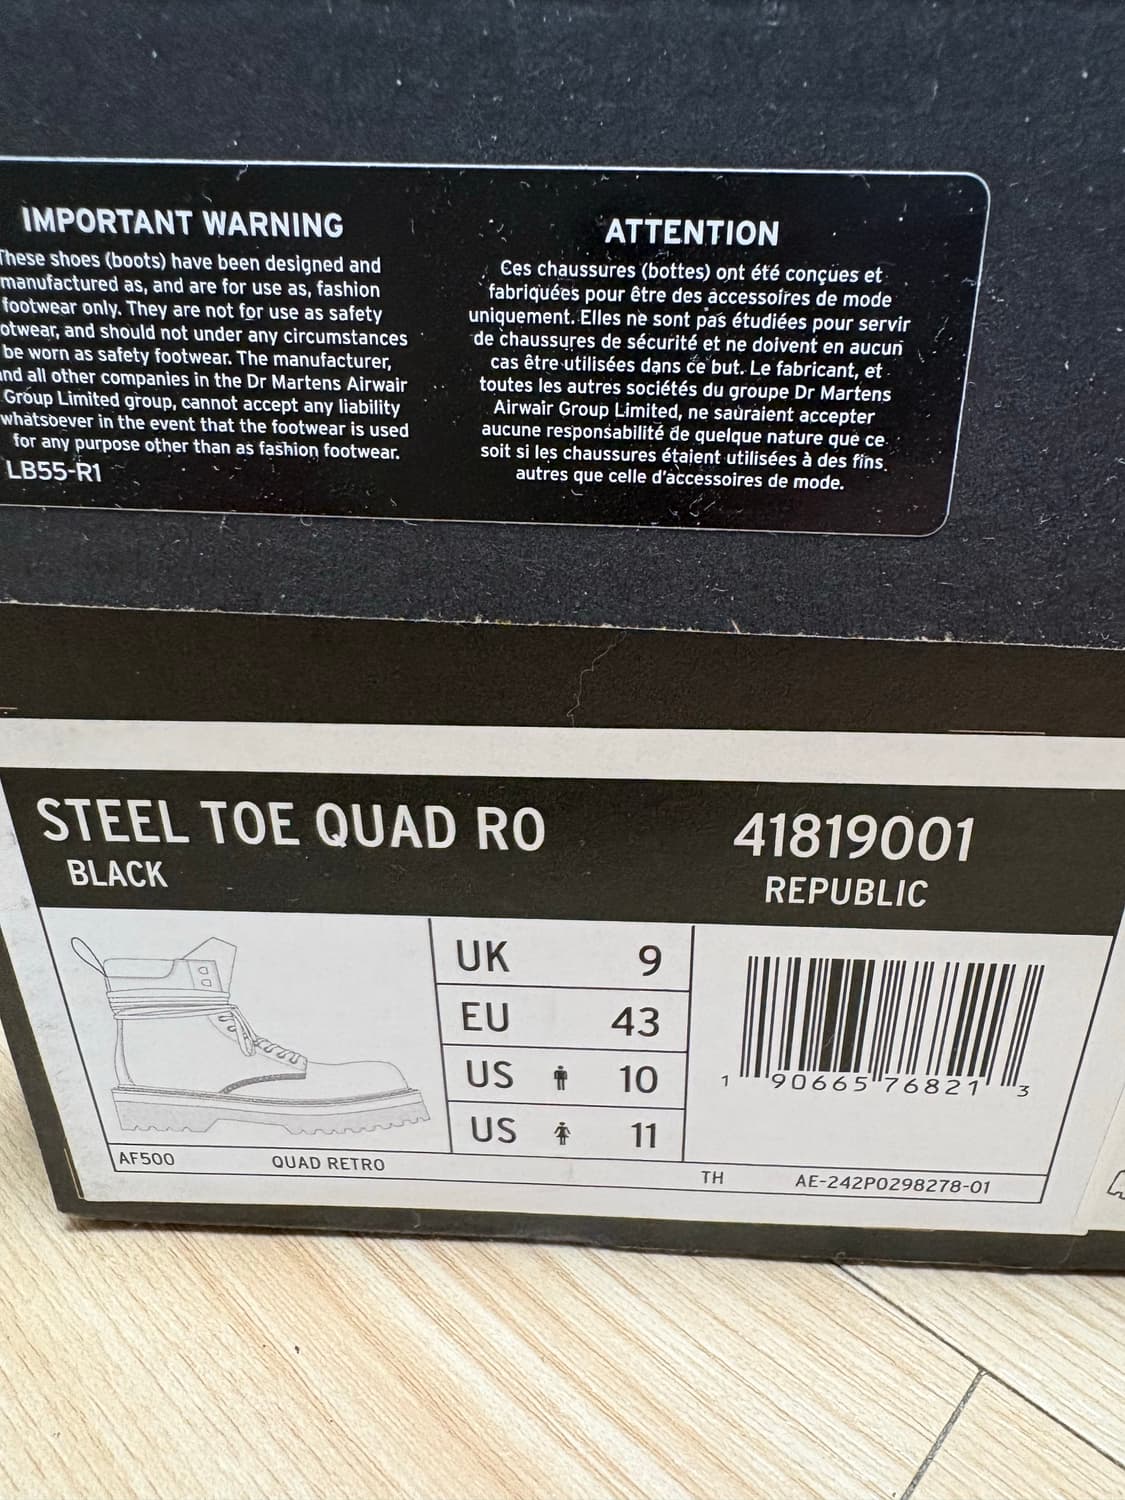 IMPORTANT WARNING
These shoes (boots) have been designed and
manufactured as, and are for use as, fashion
footwear only. They are not for use as safety
otwear, and should not under any circumstances
be worn as safety footwear. The manufacturer,
and all other companies in the Dr Martens Airwair
Group Limited group, cannot accept any liability
whatsoever in the event that the footwear is used
for any purpose other than as fashion footwear.
LB55-R1
ATTENTION
Ces chaussures (bottes) ont été conçues et
fabriquées pour être des accessoires de mode
uniquement. Elles ne sont pas étudiées pour servir
de chaussures de sécurité et ne doivent en aucun
cas être utilisées dans ce but. Le fabricant, et
toutes les autres sociétés du groupe Dr Martens
Airwair Group Limited, ne sauraient accepter
aucune responsabilité de quelque nature que ce
soit si les chaussures étaient utilisées à des fins
autres que celle d'accessoires de mode.
STEEL TOE QUAD RO 41819001
BLACK REPUBLIC
UK 9
EU 43
US 10
US 11
1 90665 76821 3
AF500 QUAD RETRO
TH AE-242P0298278-01